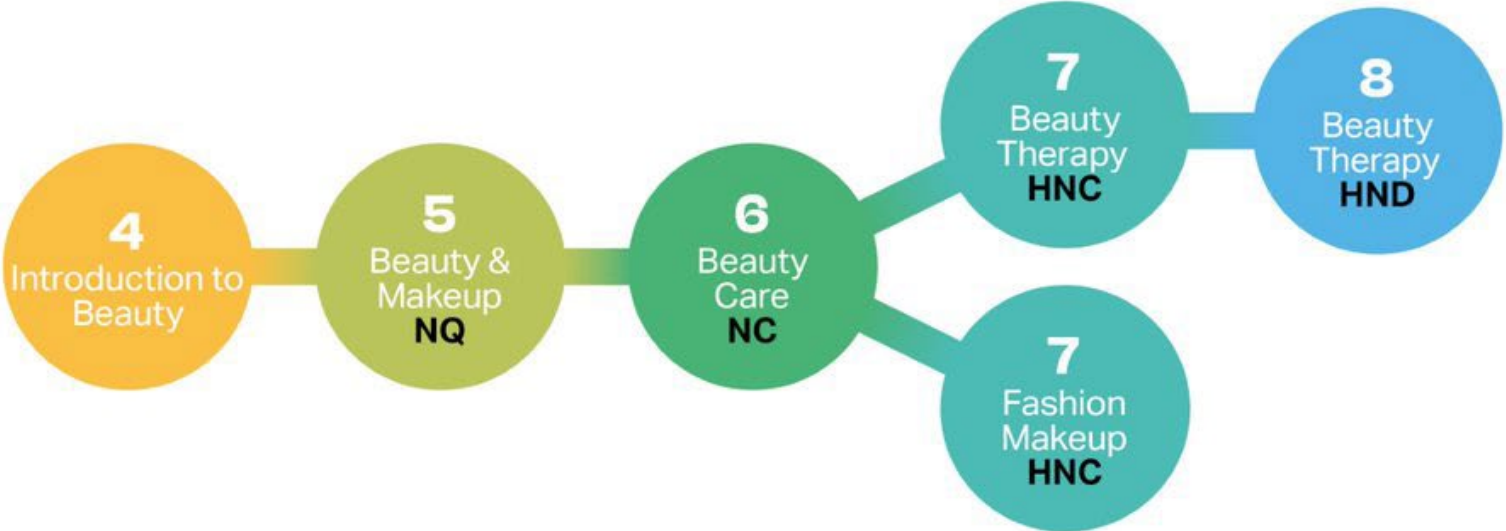 4
Introduction to
Beauty
5
Beauty &
Makeup
NQ
6
Beauty
Care
NC
7
Beauty
Therapy
HNC
8
Beauty
Therapy
HND
7
Fashion
Makeup
HNC